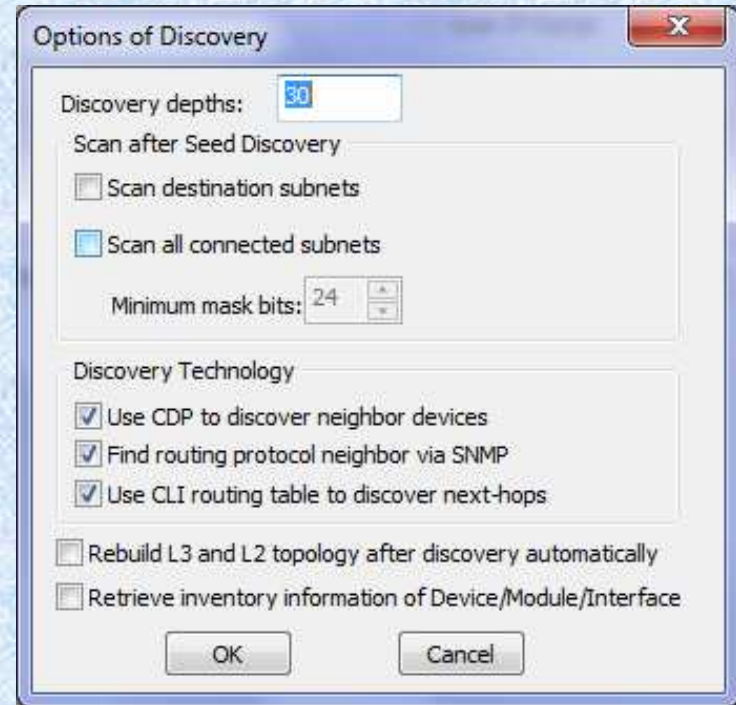 Options of Discovery
Discovery depths: 30
Scan after Seed Discovery
Scan destination subnets
Scan all connected subnets
Minimum mask bits: 24
Discovery Technology
Use CDP to discover neighbor devices
Find routing protocol neighbor via SNMP
Use CLI routing table to discover next-hops
Rebuild L3 and L2 topology after discovery automatically
Retrieve inventory information of Device/Module/Interface
OK Cancel